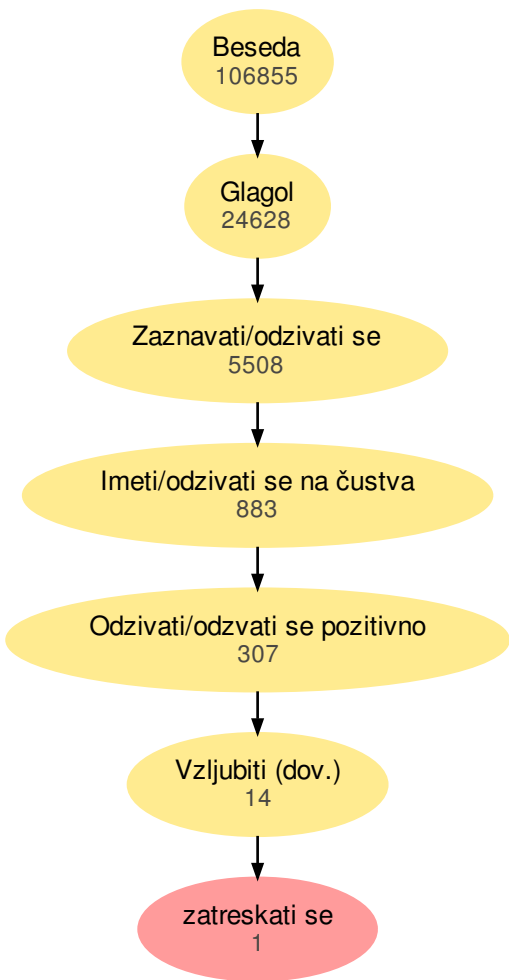 Beseda
106855
Glagol
24628
Zaznavati/odzivati se
5508
Imeti/odzivati se na čustva
883
Odzivati/odzvati se pozitivno
307
Vzljubiti (dov.)
14
zatreskati se
1